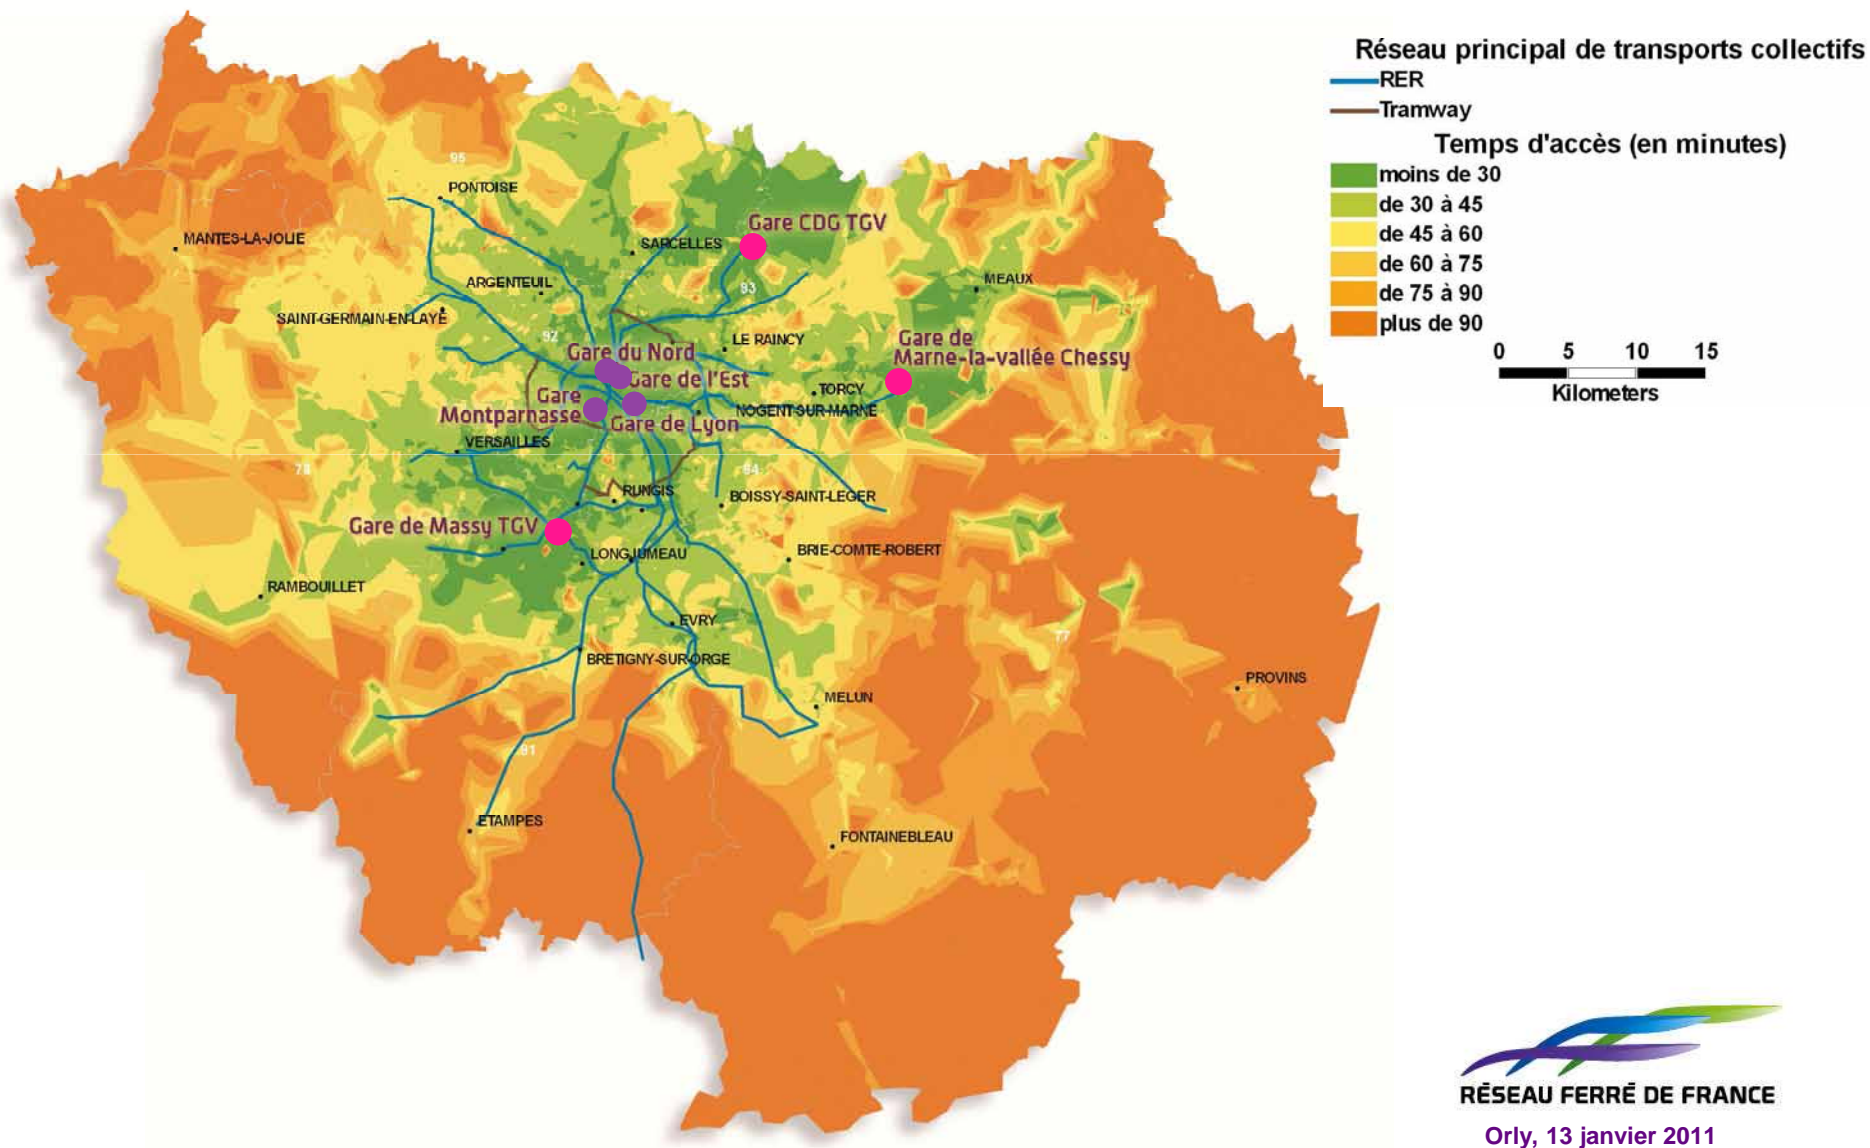 Réseau principal de transports collectifs
RER
Tramway
Temps d'accès (en minutes)
moins de 30
de 30 à 45
de 45 à 60
de 60 à 75
de 75 à 90
plus de 90
0 5 10 15
Kilometers
95
PONTOISE
MANTES-LA-JOLIE
SARCELLES
Gare CDG TGV
ARGENTEUIL
93
MEAUX
SAINT-GERMAIN-EN-LAYE
92
LE RAINCY
Gare de
Marne-la-vallée Chessy
Gare du Nord
Gare de l'Est
TORCY
Gare
Montparnasse
NOGENT-SUR-MARNE
Gare de Lyon
VERSAILLES
78
94
RUNGIS
BOISSY-SAINT-LEGER
Gare de Massy TGV
LONGJUMEAU
BRIE-COMTE-ROBERT
RAMBOUILLET
EVRY
77
BRETIGNY-SUR-ORGE
PROVINS
MELUN
91
ETAMPES
FONTAINEBLEAU
RÉSEAU FERRÉ DE FRANCE
Orly, 13 janvier 2011